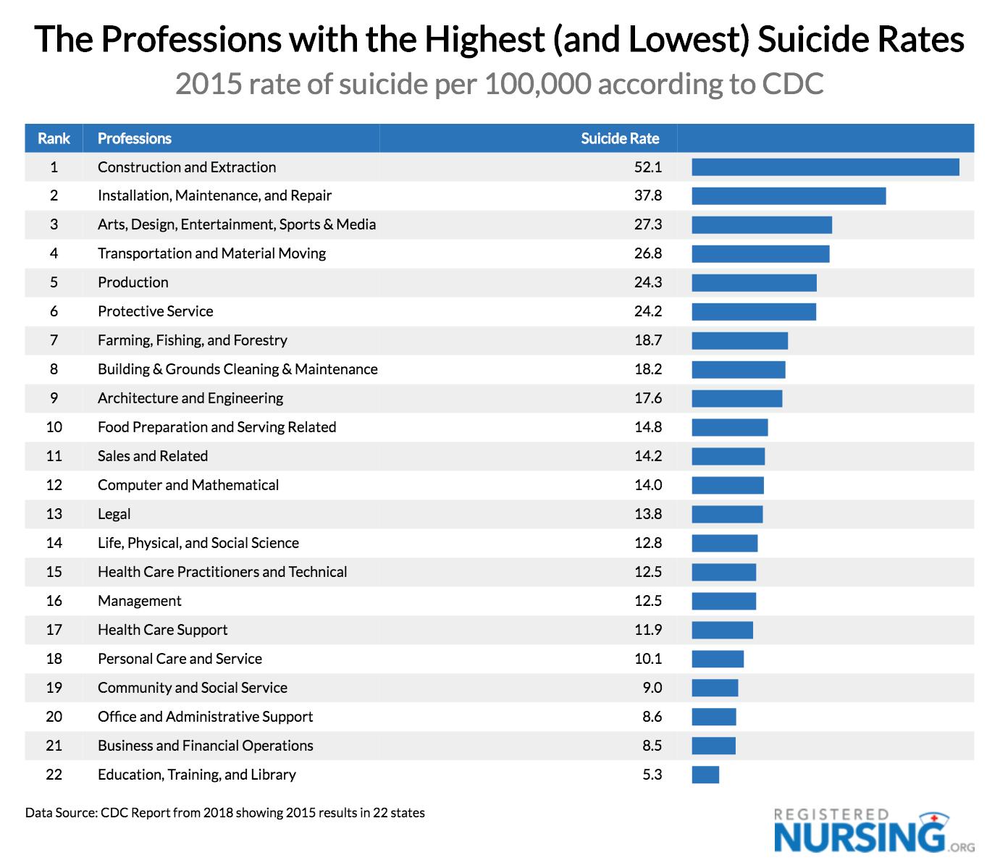 The Professions with the Highest (and Lowest) Suicide Rates
2015 rate of suicide per 100,000 according to CDC
Rank Professions Suicide Rate
1 Construction and Extraction 52.1
2 Installation, Maintenance, and Repair 37.8
3 Arts, Design, Entertainment, Sports & Media 27.3
4 Transportation and Material Moving 26.8
5 Production 24.3
6 Protective Service 24.2
7 Farming, Fishing, and Forestry 18.7
8 Building & Grounds Cleaning & Maintenance 18.2
9 Architecture and Engineering 17.6
10 Food Preparation and Serving Related 14.8
11 Sales and Related 14.2
12 Computer and Mathematical 14.0
13 Legal 13.8
14 Life, Physical, and Social Science 12.8
15 Health Care Practitioners and Technical 12.5
16 Management 12.5
17 Health Care Support 11.9
18 Personal Care and Service 10.1
19 Community and Social Service 9.0
20 Office and Administrative Support 8.6
21 Business and Financial Operations 8.5
22 Education, Training, and Library 5.3
Data Source: CDC Report from 2018 showing 2015 results in 22 states
REGISTERED
NURSING.ORG